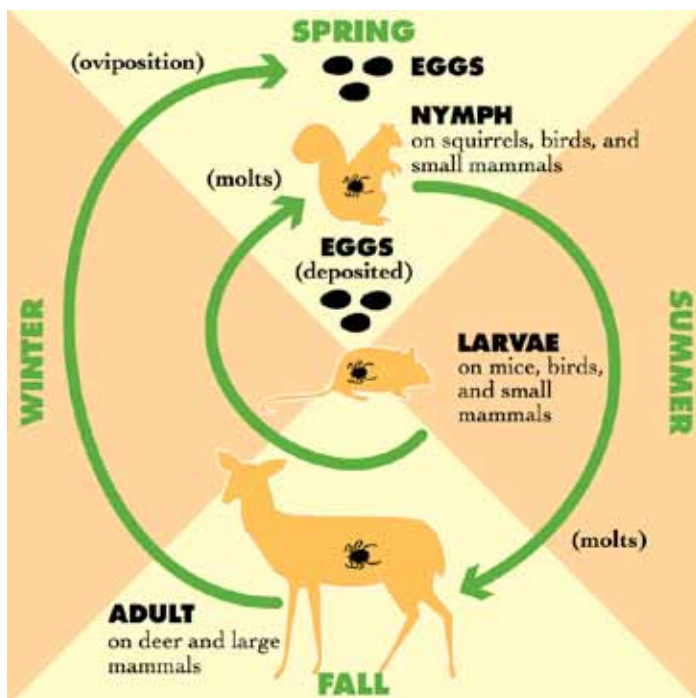 SPRING
(oviposition)
EGGS
NYMPH
on squirrels, birds, and
small mammals
(molts)
EGGS
(deposited)
WINTER
SUMMER
LARVAE
on mice, birds,
and small
mammals
(molts)
ADULT
on deer and large
mammals
FALL